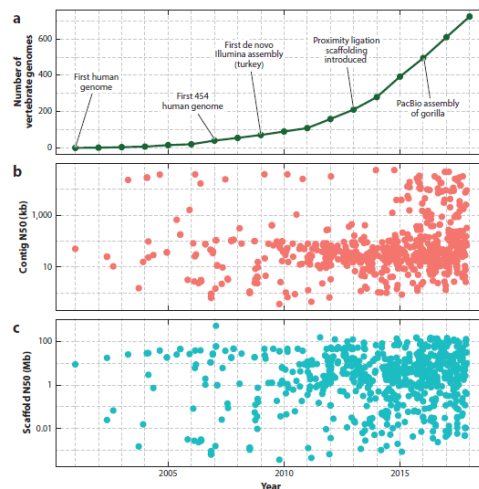 a
Number of
vertebrate genomes
600
400
200
0
First human
genome
First 454
human genome
First de novo
Illumina assembly
(turkey)
Proximity ligation
scaffolding
introduced
PacBio assembly
of gorilla
b
Contig N50 (kb)
1,000
10
c
Scaffold N50 (Mb)
100
1
0.01
2005
2010
2015
Year